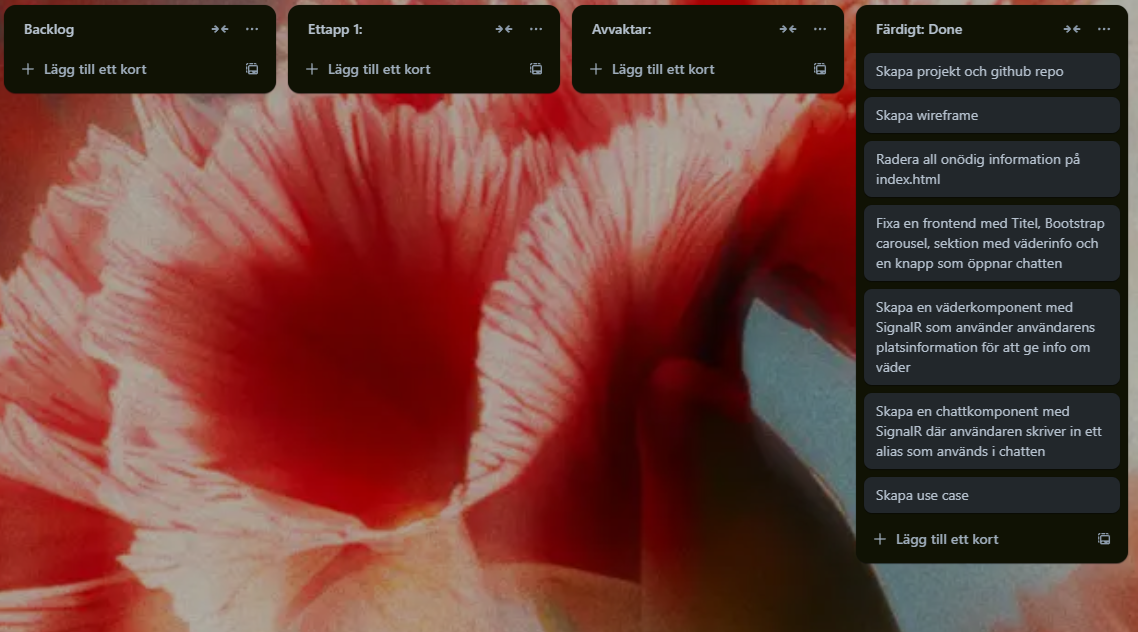 Backlog
Lägg till ett kort
Ettapp 1:
Lägg till ett kort
Avvaktar:
Lägg till ett kort
Färdigt: Done
Skapa projekt och github repo
Skapa wireframe
Radera all onödig information på
index.html
Fixa en frontend med Titel, Bootstrap
carousel, sektion med väderinfo och
en knapp som öppnar chatten
Skapa en väderkomponent med
SignalR som använder användarens
platsinformation för att ge info om
väder
Skapa en chattkomponent med
SignalR där användaren skriver in ett
alias som används i chatten
Skapa use case
Lägg till ett kort